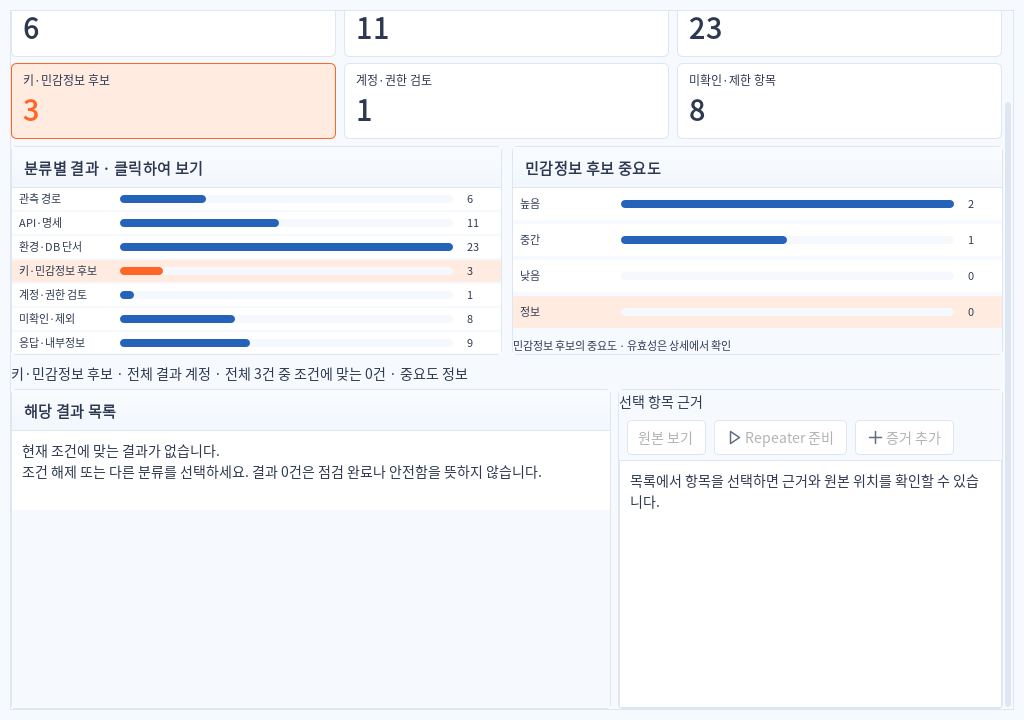 6
11
23
키·민감정보 후보
3
계정·권한 검토
1
미확인·제한 항목
8
분류별 결과 · 클릭하여 보기
관측 경로 6
API·명세 11
환경·DB 단서 23
키·민감정보 후보 3
계정·권한 검토 1
미확인·제외 8
응답·내부정보 9
민감정보 후보 중요도
높음 2
중간 1
낮음 0
정보 0
민감정보 후보의 중요도 · 유효성은 상세에서 확인
키·민감정보 후보 · 전체 결과 계정 · 전체 3건 중 조건에 맞는 0건 · 중요도 정보
해당 결과 목록
현재 조건에 맞는 결과가 없습니다.
조건 해제 또는 다른 분류를 선택하세요. 결과 0건은 점검 완료나 안전함을 뜻하지 않습니다.
선택 항목 근거
원본 보기
Repeater 준비
증거 추가
목록에서 항목을 선택하면 근거와 원본 위치를 확인할 수 있습
니다.